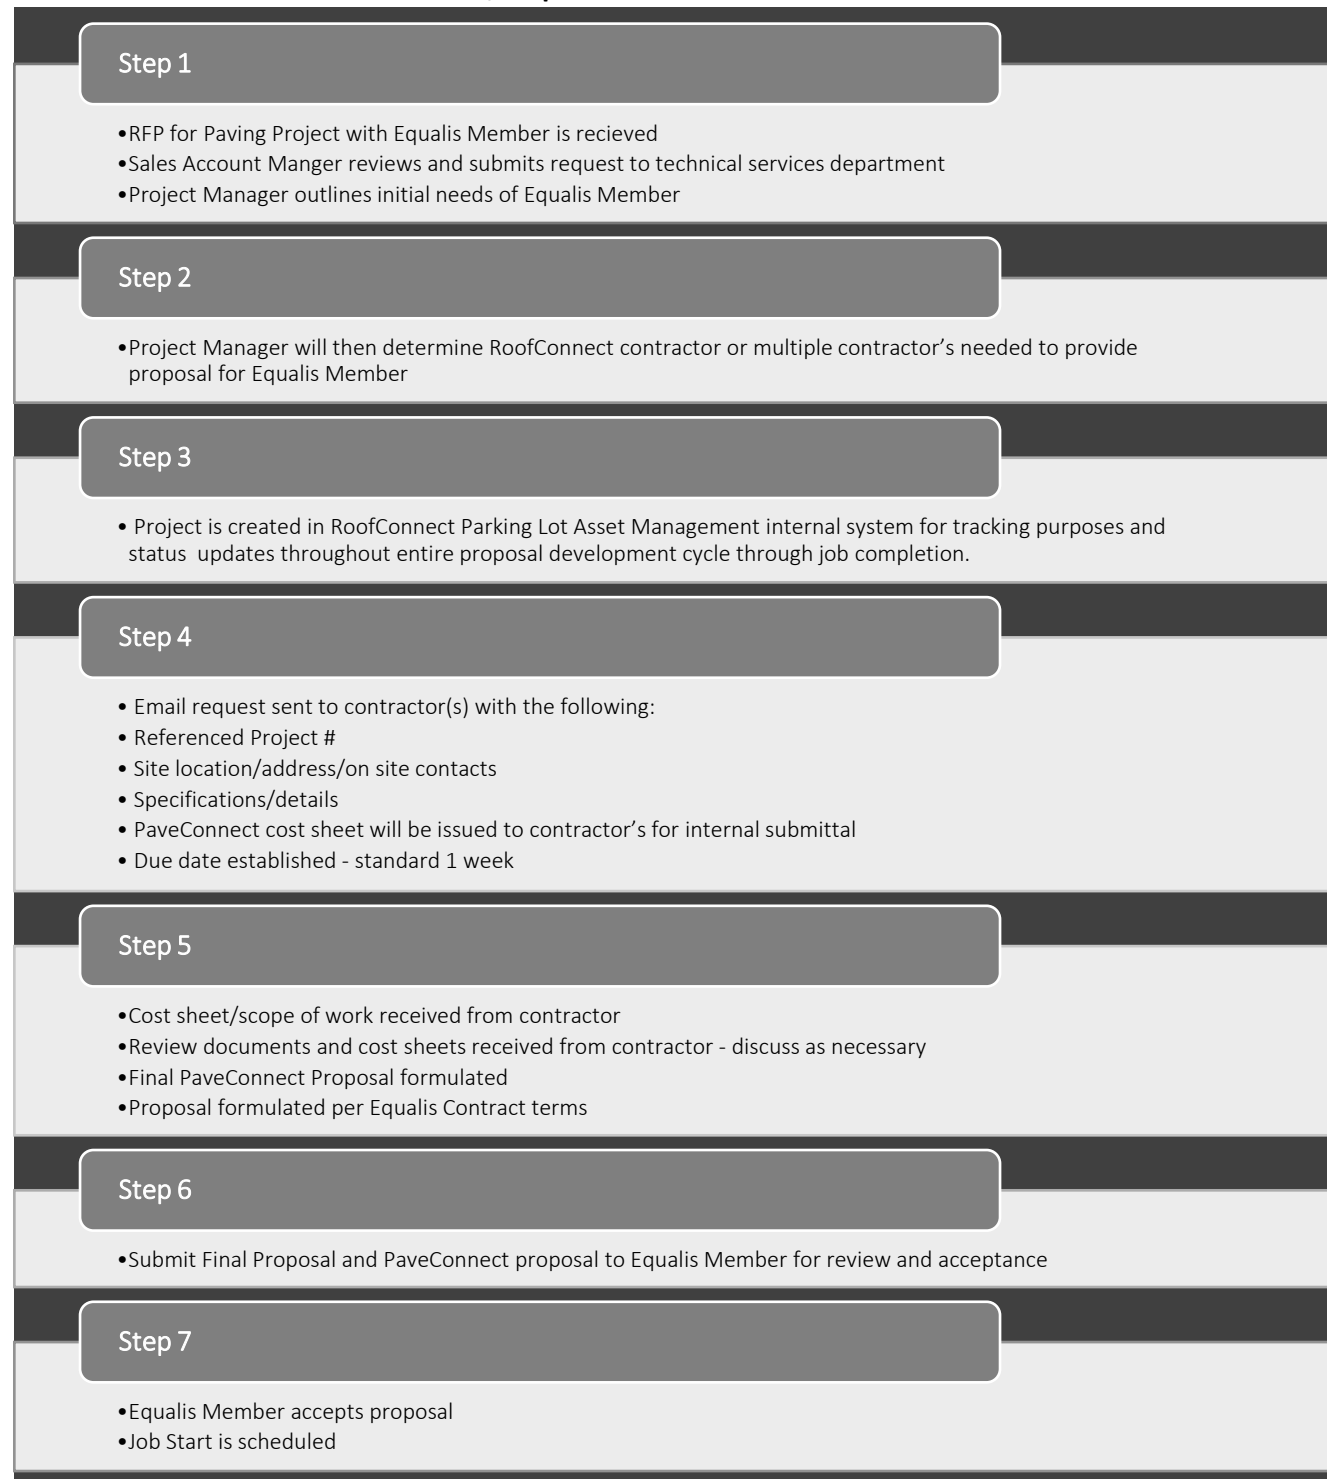 Step 1
•RFP for Paving Project with Equalis Member is recieved
•Sales Account Manger reviews and submits request to technical services department
•Project Manager outlines initial needs of Equalis Member
Step 2
•Project Manager will then determine RoofConnect contractor or multiple contractor's needed to provide
proposal for Equalis Member
Step 3
• Project is created in RoofConnect Parking Lot Asset Management internal system for tracking purposes and
status  updates throughout entire proposal development cycle through job completion.
Step 4
• Email request sent to contractor(s) with the following:
• Referenced Project #
• Site location/address/on site contacts
• Specifications/details
• PaveConnect cost sheet will be issued to contractor's for internal submittal
• Due date established - standard 1 week
Step 5
•Cost sheet/scope of work received from contractor
•Review documents and cost sheets received from contractor - discuss as necessary
•Final PaveConnect Proposal formulated
•Proposal formulated per Equalis Contract terms
Step 6
•Submit Final Proposal and PaveConnect proposal to Equalis Member for review and acceptance
Step 7
•Equalis Member accepts proposal
•Job Start is scheduled